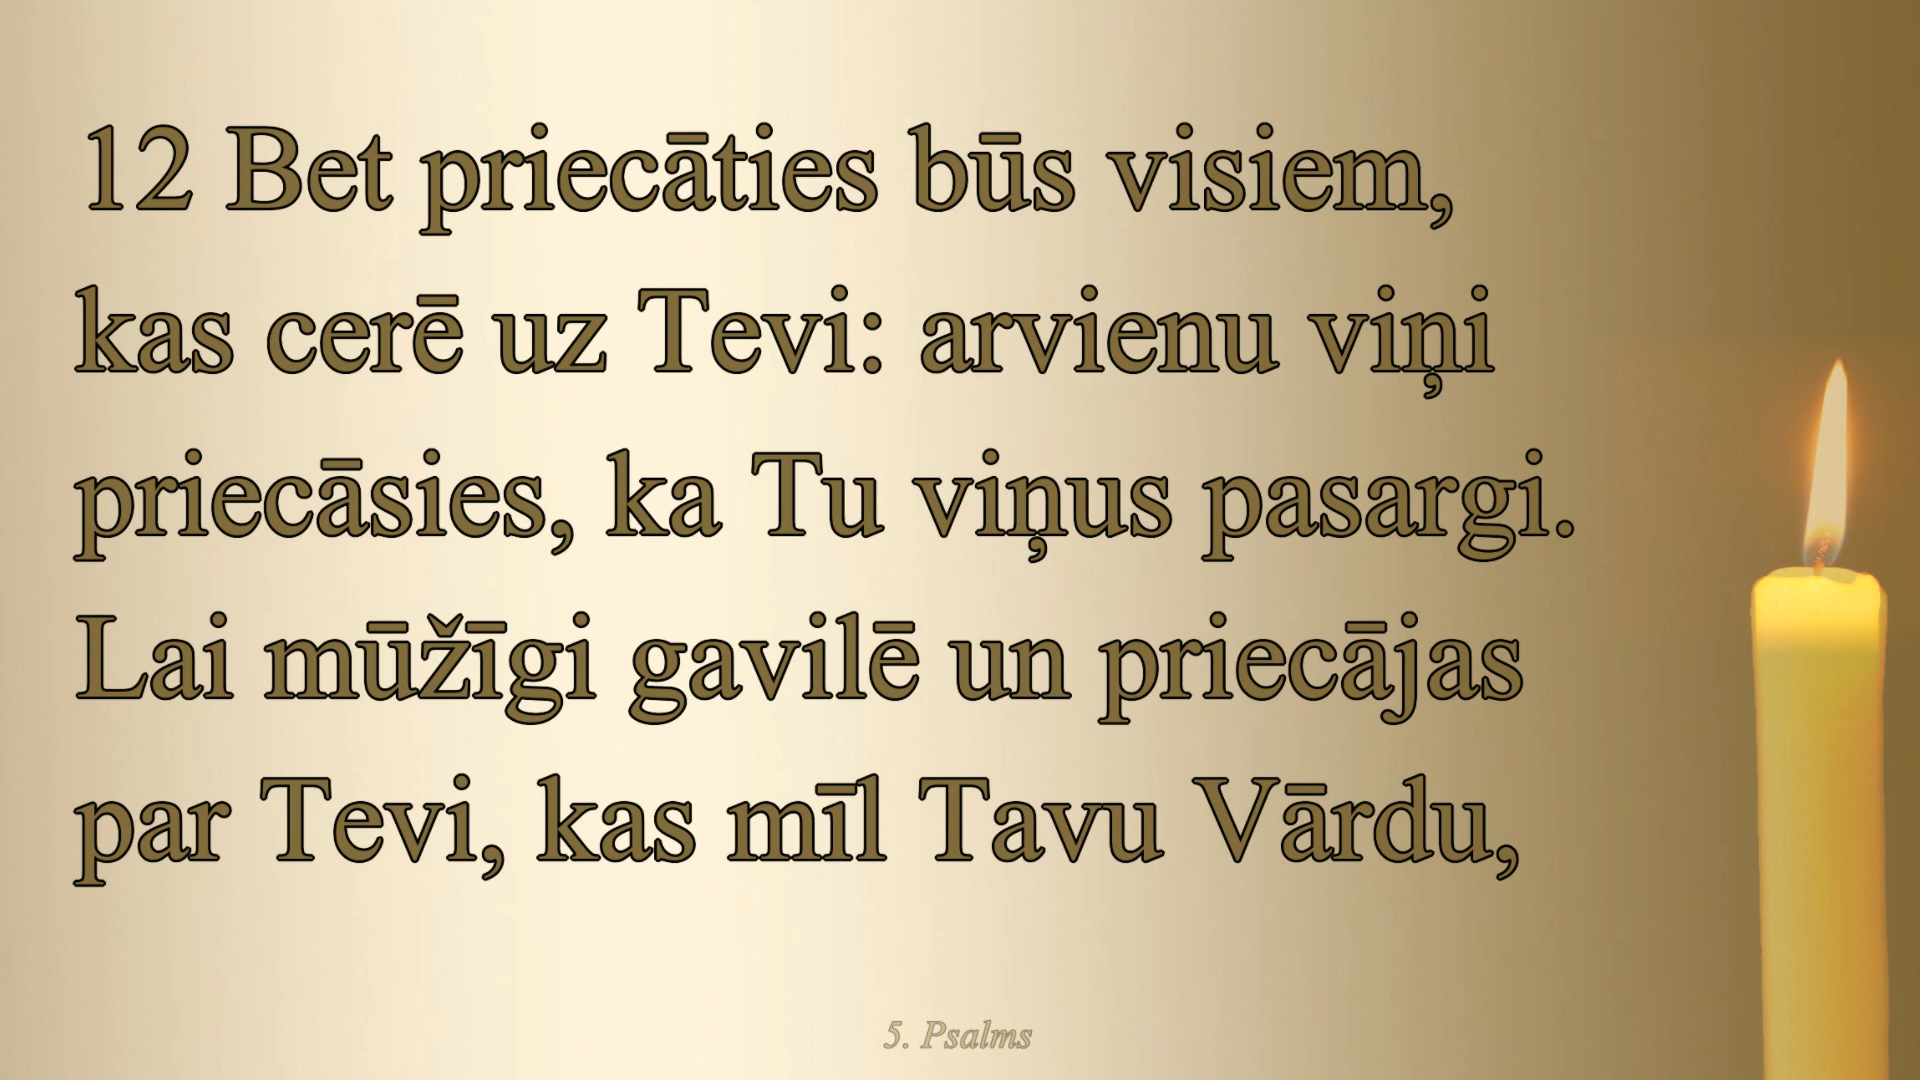 12 Bet priecāties būs visiem,
kas cerē uz Tevi: arvienu viņi
priecāsies, ka Tu viņus pasargi.
Lai mūžīgi gavilē un priecājas
par Tevi, kas mīl Tavu Vārdu,
5. Psalms